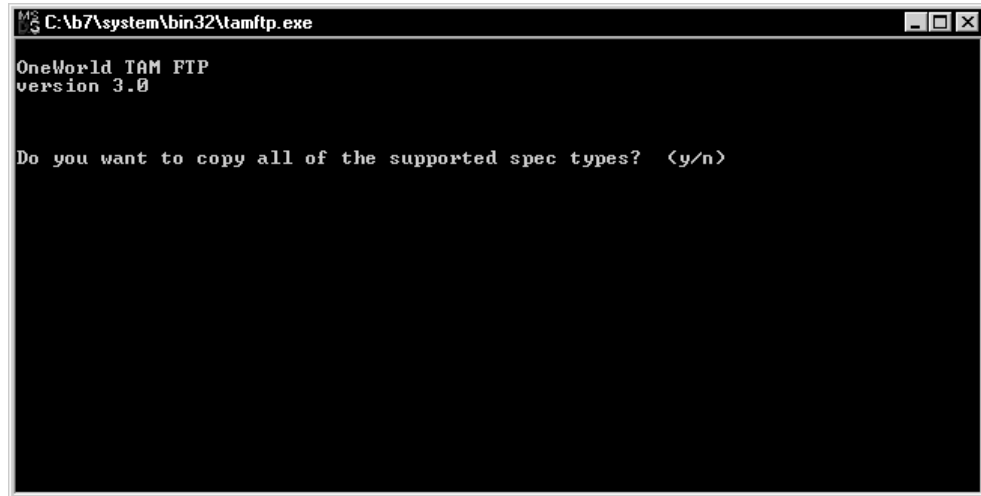 C:\b7\system\bin32\tamftp.exe
OneWorld TAM FTP
version 3.0
Do you want to copy all of the supported spec types?  (y/n)